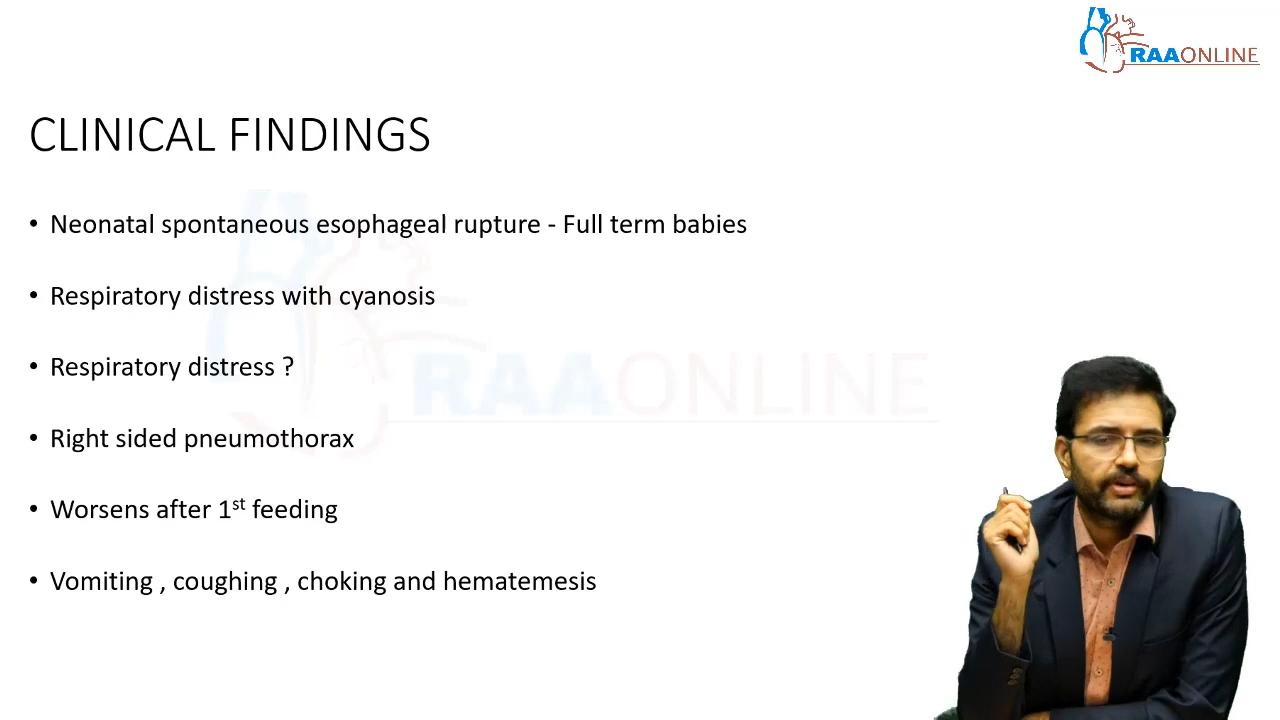 RAAONLINE
CLINICAL FINDINGS
• Neonatal spontaneous esophageal rupture - Full term babies
• Respiratory distress with cyanosis
• Respiratory distress ?
RAAONLINE
• Right sided pneumothorax
• Worsens after 1st feeding
• Vomiting , coughing , choking and hematemesis